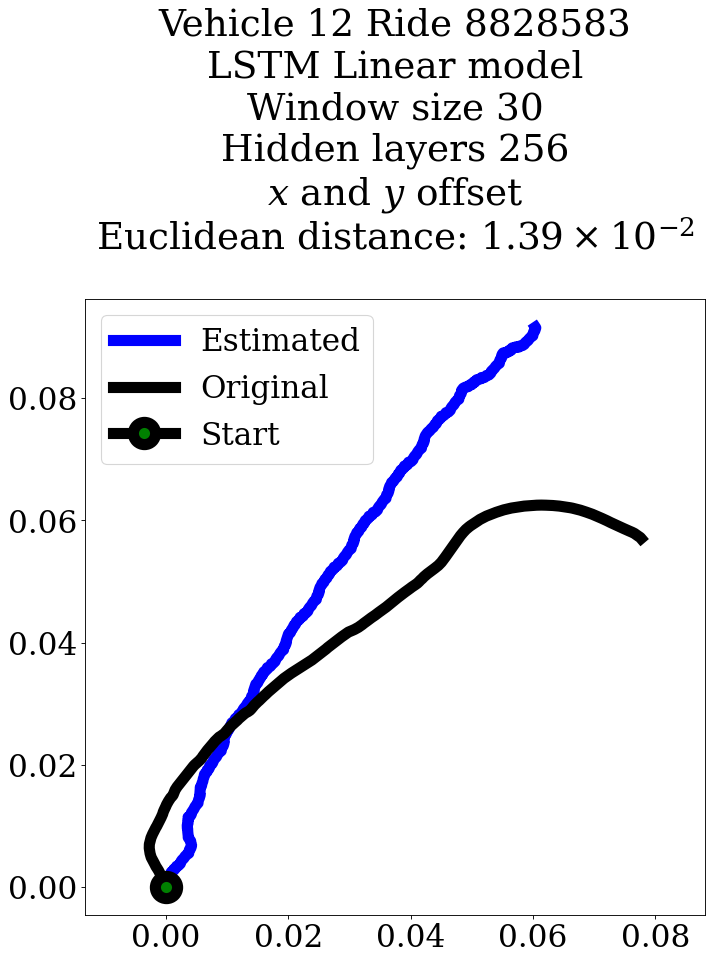 Vehicle 12 Ride 8828583
LSTM Linear model
Window size 30
Hidden layers 256
x and y offset
Euclidean distance: 1.39 × 10⁻²
Estimated
Original
Start
0.08
0.06
0.04
0.02
0.00
0.00 0.02 0.04 0.06 0.08